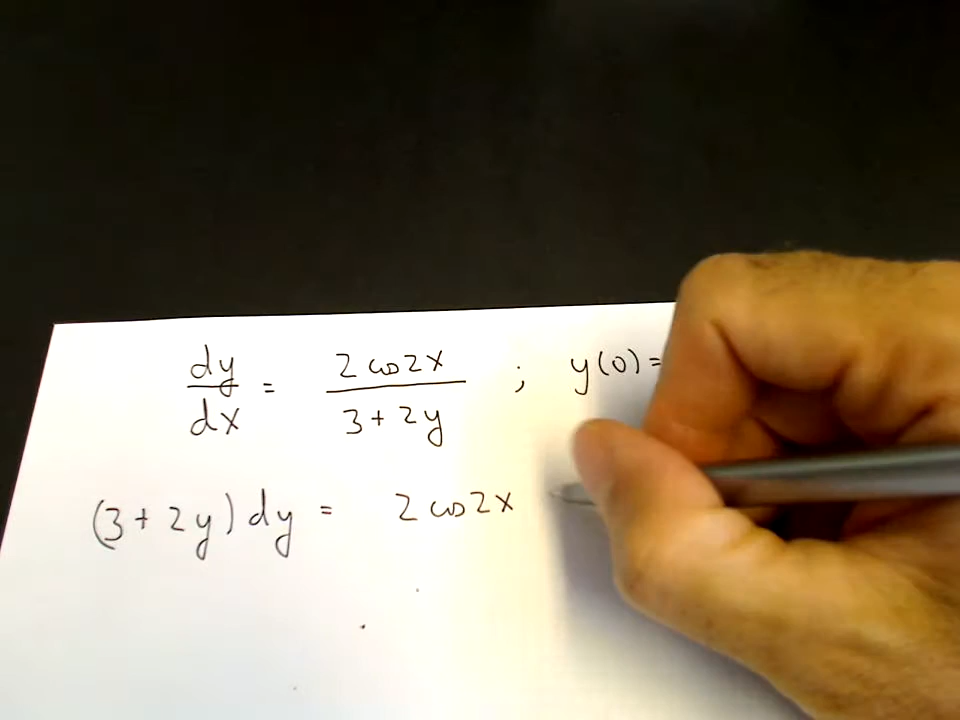 dy/dx = 2 cos 2x / 3 + 2y ; y(0) =
(3 + 2y) dy = 2 cos 2x